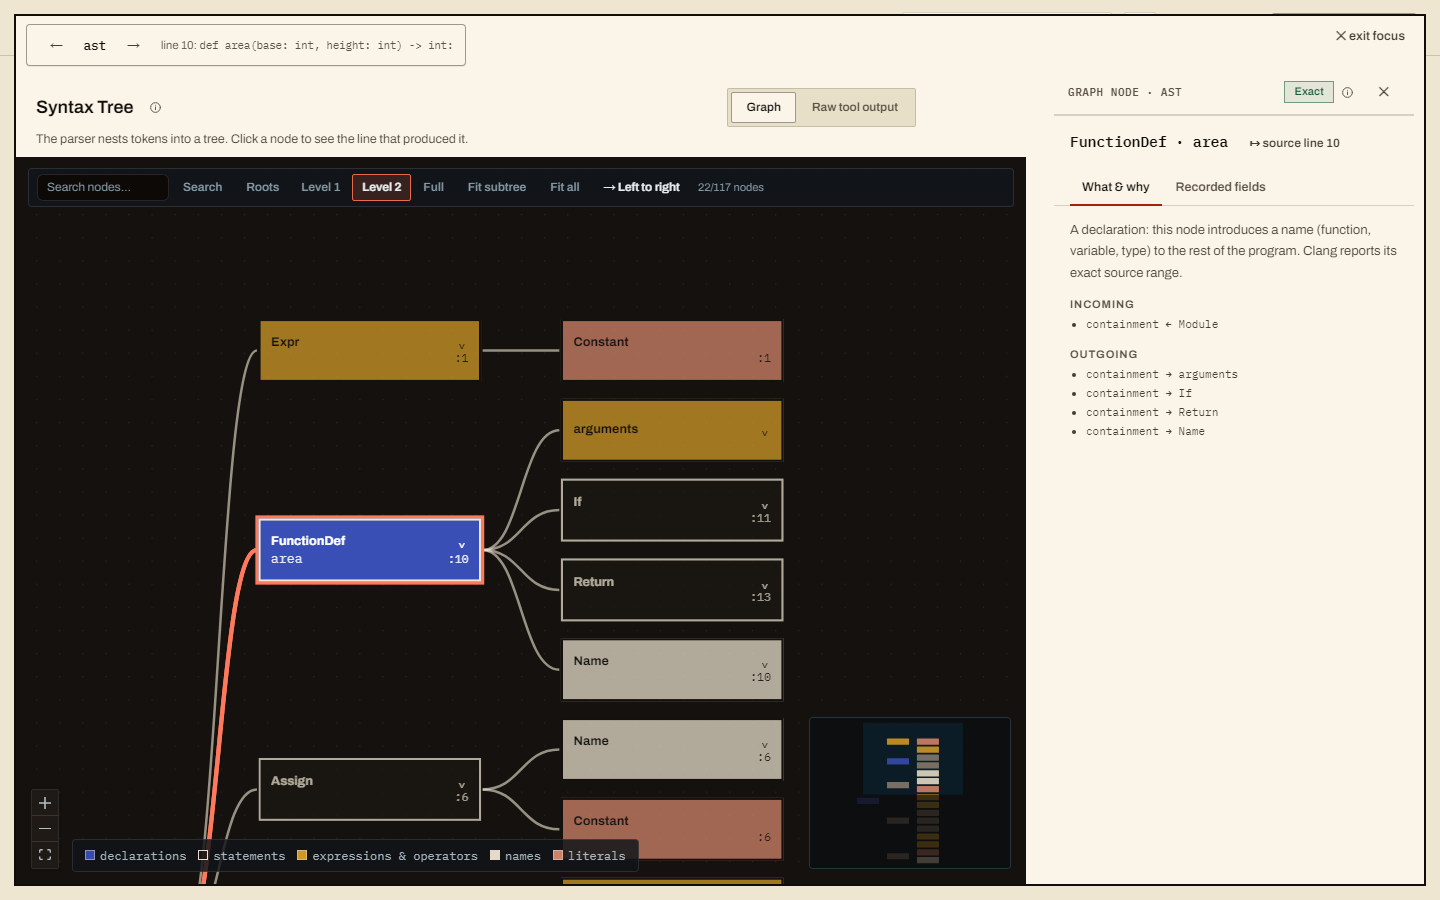 ← ast → line 10: def area(base: int, height: int) -> int:
exit focus
Syntax Tree
Graph Raw tool output
The parser nests tokens into a tree. Click a node to see the line that produced it.
Search nodes... Search Roots Level 1 Level 2 Full Fit subtree Fit all → Left to right 22/117 nodes
Expr v :1
Constant :1
arguments v
If v :11
FunctionDef v
area :10
Return v :13
Name v :10
Name v :6
Assign v :6
Constant :6
declarations statements expressions & operators names literals
GRAPH NODE · AST Exact
FunctionDef · area ↦ source line 10
What & why Recorded fields
A declaration: this node introduces a name (function,
variable, type) to the rest of the program. Clang reports its
exact source range.
INCOMING
• containment ← Module
OUTGOING
• containment → arguments
• containment → If
• containment → Return
• containment → Name